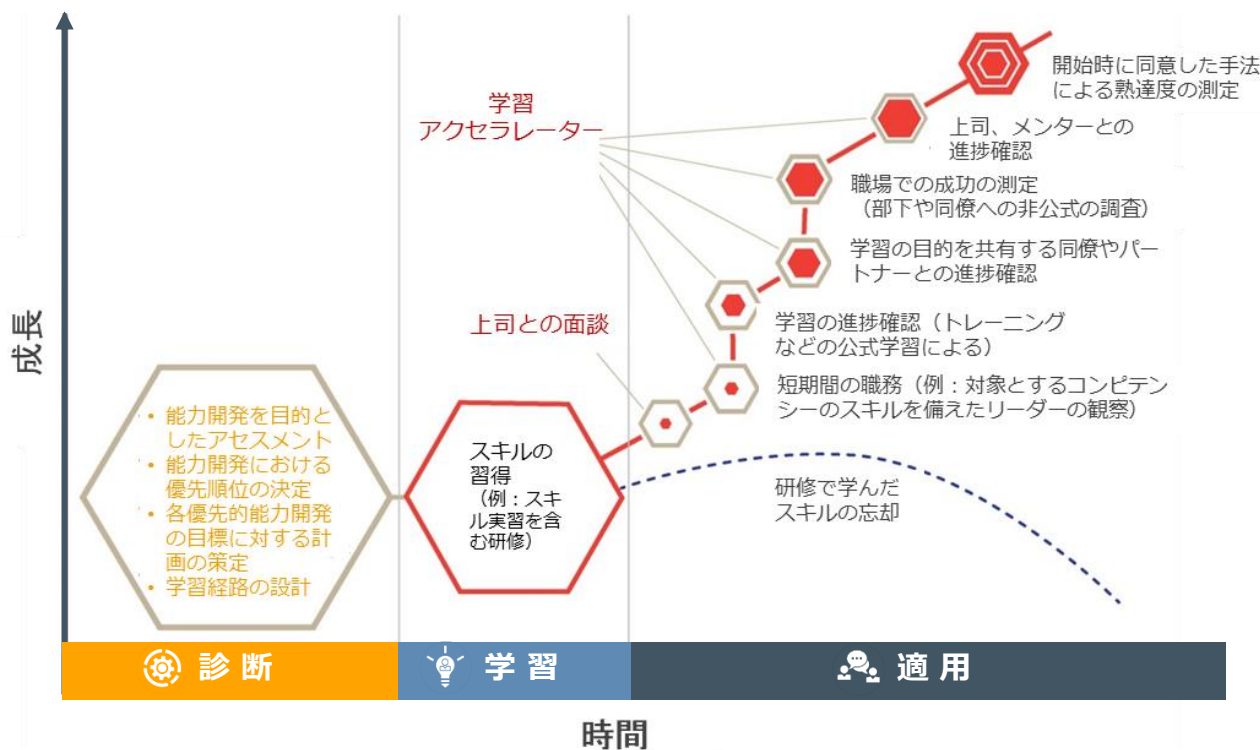 開始時に同意した手法
による熟達度の測定
学習
アクセラレーター
上司、メンターとの
進捗確認
職場での成功の測定
（部下や同僚への非公式の調査）
学習の目的を共有する同僚やパー
トナーとの進捗確認
成長
上司との面談
学習の進捗確認（トレーニング
などの公式学習による）
短期間の職務（例：対象とするコンピテン
シーのスキルを備えたリーダーの観察）
• 能力開発を目的と
したアセスメント
• 能力開発における
優先順位の決定
• 各優先的能力開発
の目標に対する計
画の策定
• 学習経路の設計
スキルの
習得
（例：スキ
ル実習を含
む研修）
研修で学んだ
スキルの忘却
診断
学習
適用
時間